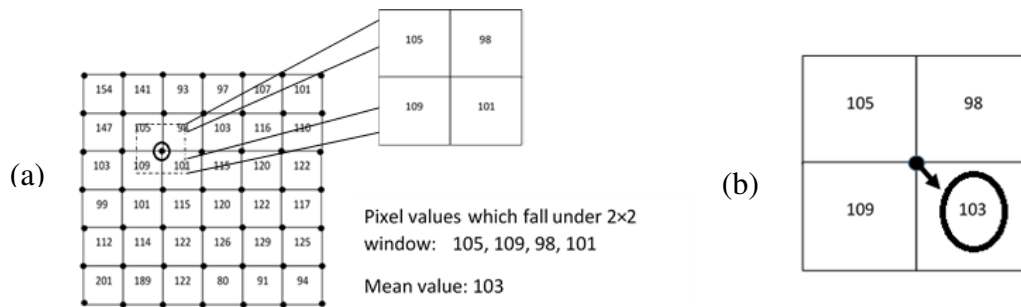 (a)
154 141 93 97 107 101
147 105 98 103 116 110
103 109 101 115 120 122
99 101 115 120 122 117
112 114 122 126 129 125
201 189 122 80 91 94
105 98
109 101
Pixel values which fall under 2×2
window: 105, 109, 98, 101
Mean value: 103
(b)
105 98
109 103